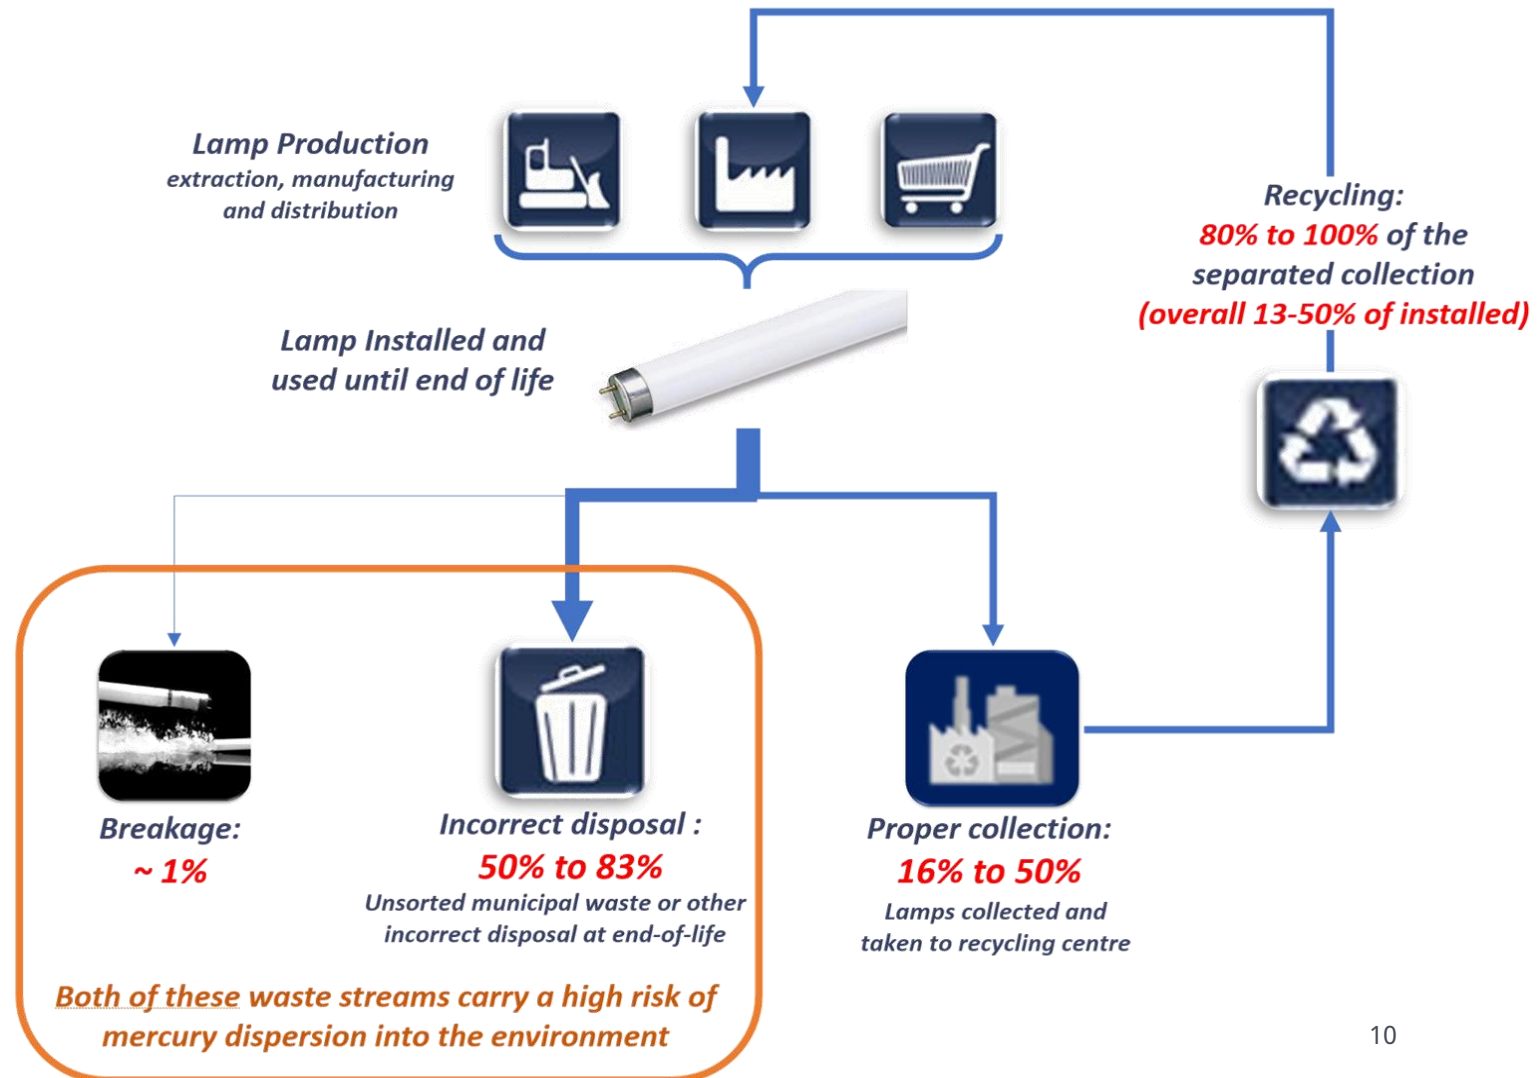 Lamp Production
extraction, manufacturing
and distribution
Recycling:
80% to 100% of the
separated collection
(overall 13-50% of installed)
Lamp Installed and
used until end of life
Breakage:
~ 1%
Incorrect disposal :
50% to 83%
Unsorted municipal waste or other
incorrect disposal at end-of-life
Proper collection:
16% to 50%
Lamps collected and
taken to recycling centre
Both of these waste streams carry a high risk of
mercury dispersion into the environment
10